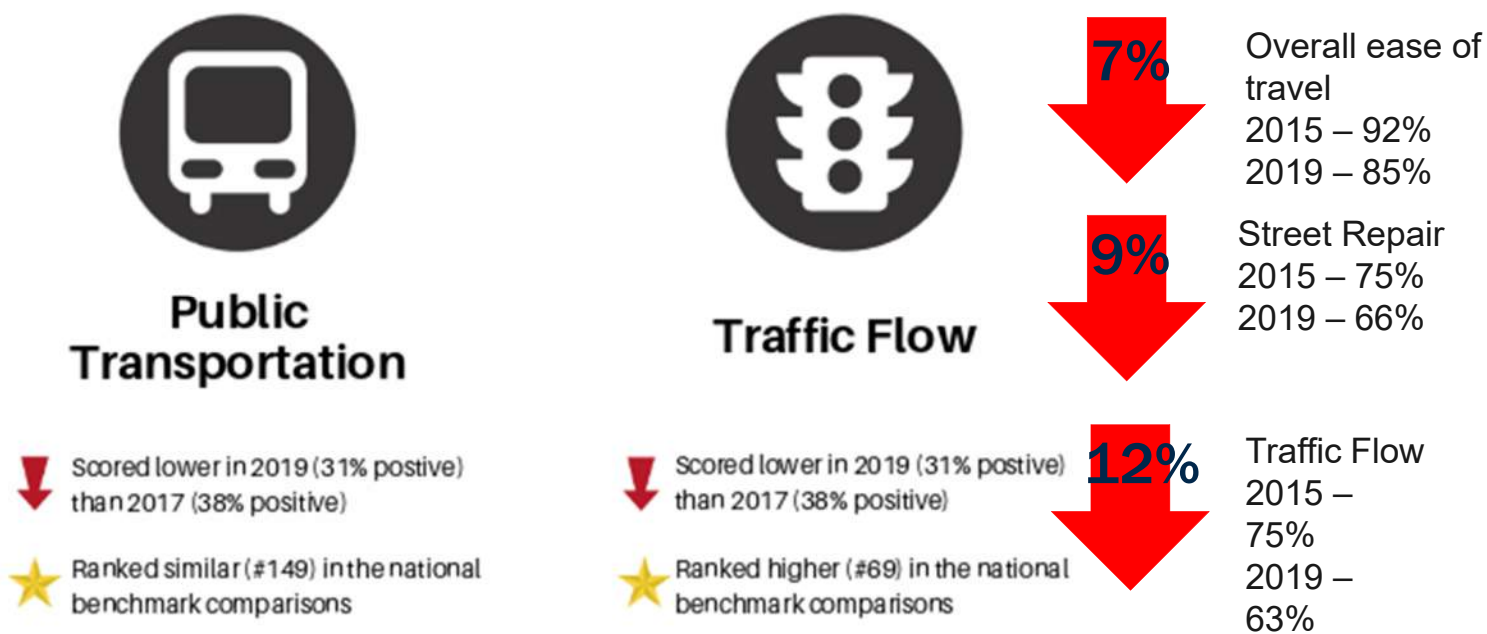 Public
Transportation
Scored lower in 2019 (31% postive)
than 2017 (38% positive)
Ranked similar (#149) in the national
benchmark comparisons
Traffic Flow
Scored lower in 2019 (31% postive)
than 2017 (38% positive)
Ranked higher (#69) in the national
benchmark comparisons
7%
Overall ease of
travel
2015 – 92%
2019 – 85%
9%
Street Repair
2015 – 75%
2019 – 66%
12%
Traffic Flow
2015 –
75%
2019 –
63%